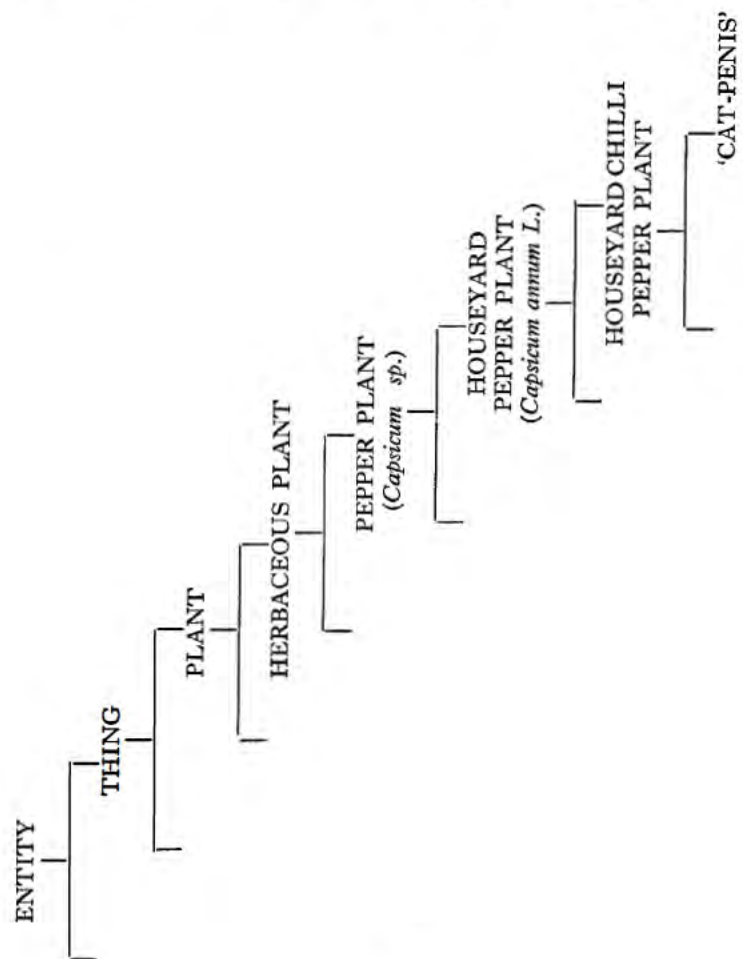 ENTITY
THING
PLANT
HERBACEOUS PLANT
PEPPER PLANT
(Capsicum sp.)
HOUSEYARD
PEPPER PLANT
(Capsicum annum L.)
HOUSEYARD CHILLI
PEPPER PLANT
‘CAT-PENIS’